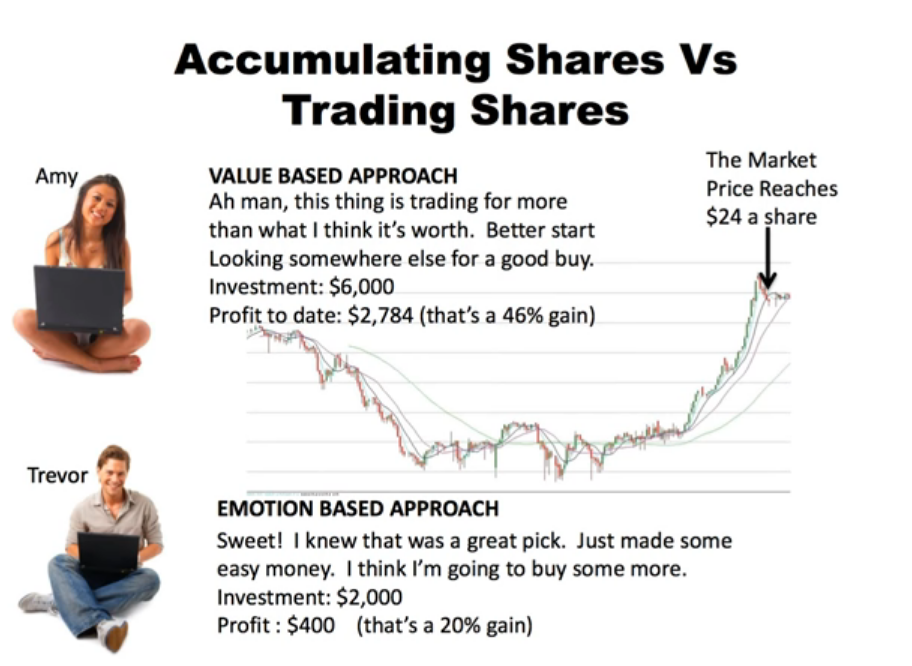 Accumulating Shares Vs
Trading Shares
The Market
Price Reaches
$24 a share
Amy
VALUE BASED APPROACH
Ah man, this thing is trading for more
than what I think it’s worth.  Better start
Looking somewhere else for a good buy.
Investment: $6,000
Profit to date: $2,784 (that’s a 46% gain)
Trevor
EMOTION BASED APPROACH
Sweet!  I knew that was a great pick.  Just made some
easy money.  I think I’m going to buy some more.
Investment: $2,000
Profit : $400    (that’s a 20% gain)